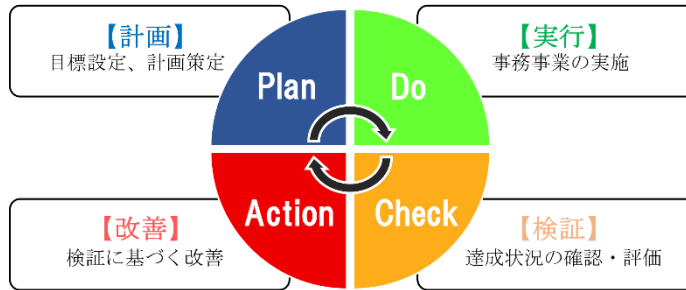 【計画】
目標設定、計画策定
Plan
Do
【実行】
事務事業の実施
【改善】
検証に基づく改善
Action
Check
【検証】
達成状況の確認・評価